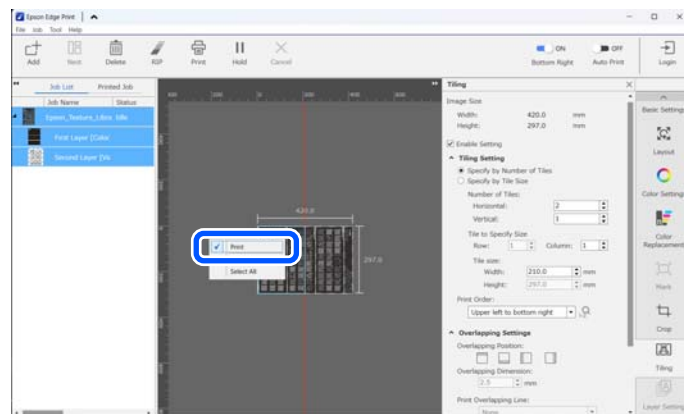 Epson Edge Print
File Job Tool Help
Add Nest Delete RIP Print Hold Cancel
ON OFF
Bottom Right Auto Print Login
Job List Printed Job
Job Name Status
Idle
First Layer [Color
Second Layer [Va
420.0
297.0
Print
Select All
Tiling
Image Size
Width: 420.0 mm
Height: 297.0 mm
Enable Setting
Tiling Setting
Specify by Number of Tiles
Specify by Tile Size
Number of Tiles:
Horizontal: 2
Vertical: 1
Tile to Specify Size
Row: 1 Column: 1
Tile size:
Width: 210.0 mm
Height: 297.0 mm
Print Order:
Upper left to bottom right
Overlapping Settings
Overlapping Position:
Overlapping Dimension:
2.5 mm
Print Overlapping Line:
None
Basic Settings
Layout
Color Settings
Color
Replacement
Mark
Crop
Tiling
Layer Setting